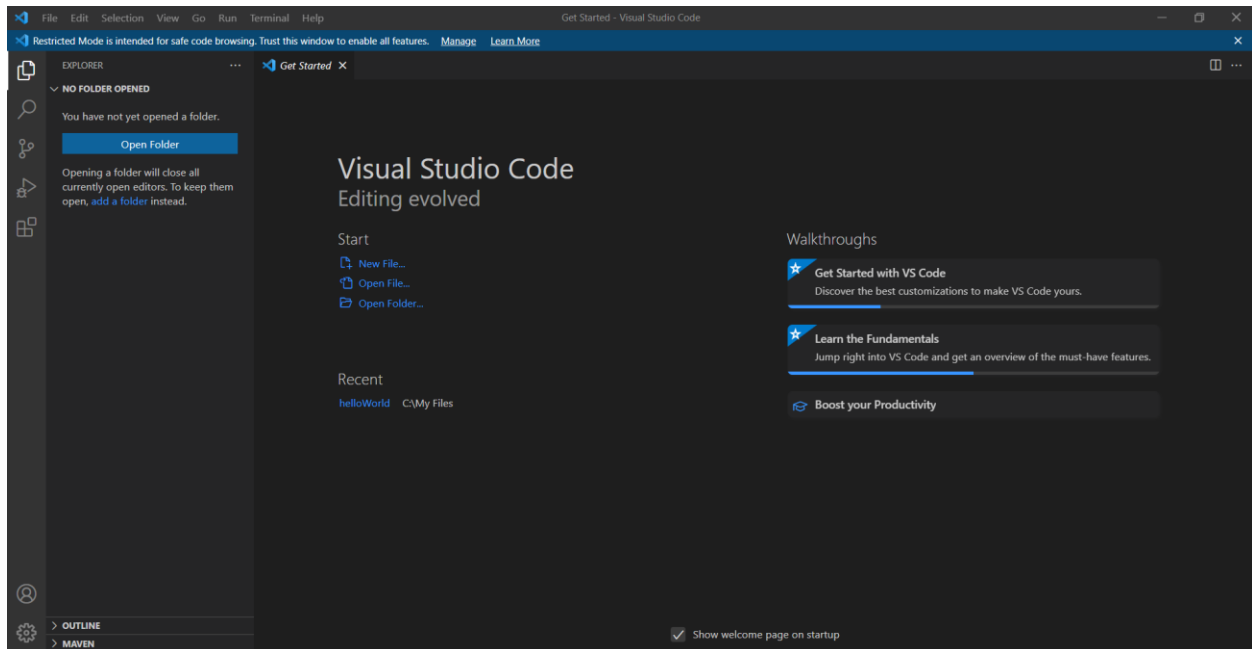 File Edit Selection View Go Run Terminal Help
Get Started - Visual Studio Code
Restricted Mode is intended for safe code browsing. Trust this window to enable all features. Manage Learn More
EXPLORER
Get Started
NO FOLDER OPENED
You have not yet opened a folder.
Open Folder
Opening a folder will close all
currently open editors. To keep them
open, add a folder instead.
Visual Studio Code
Editing evolved
Start
New File...
Open File...
Open Folder...
Recent
helloWorld C:\My Files
Walkthroughs
Get Started with VS Code
Discover the best customizations to make VS Code yours.
Learn the Fundamentals
Jump right into VS Code and get an overview of the must-have features.
Boost your Productivity
OUTLINE
MAVEN
Show welcome page on startup